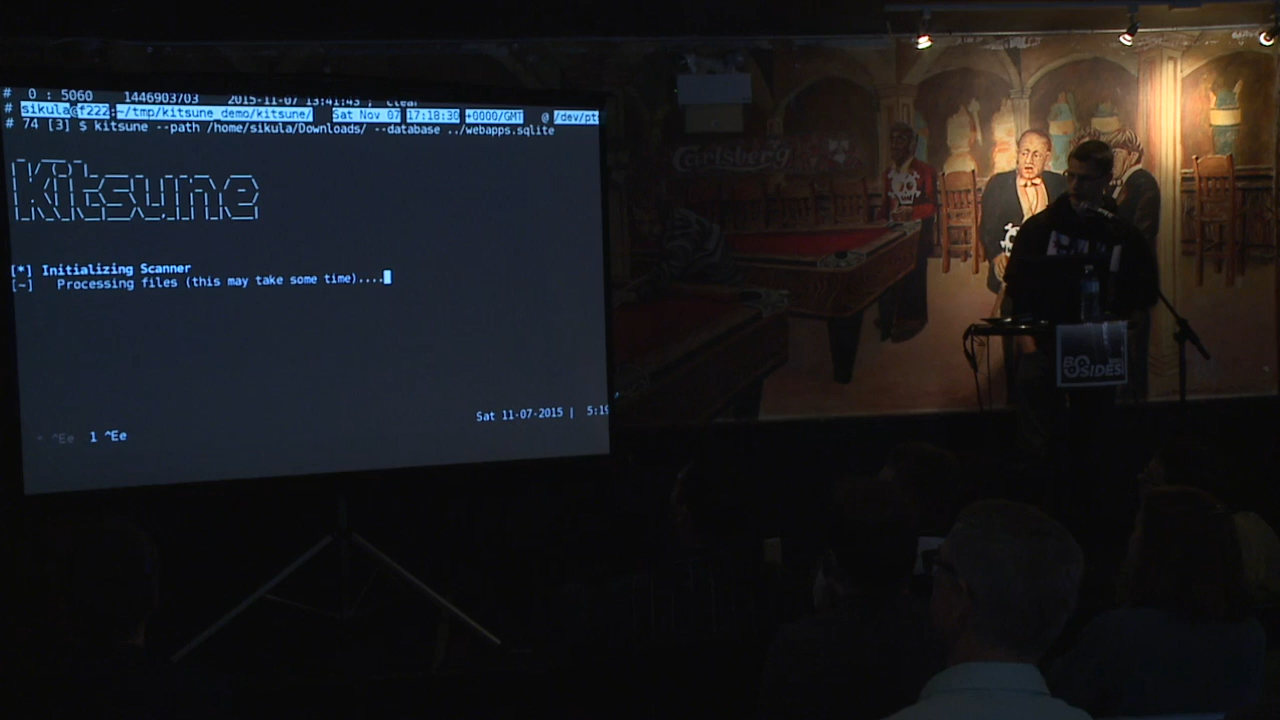 # 0 : 5060 1446903703 2015-11-07 13:41:43 ; clear
# sikula@f222:~/tmp/kitsune_demo/kitsune/ Sat Nov 07 17:18:30 +0000/GMT @ /dev/pt
# 74 [3] $ kitsune --path /home/sikula/Downloads/ --database ../webapps.sqlite
Kitsune
[*] Initializing Scanner
[~] Processing files (this may take some time)....
Sat 11-07-2015 | 5:19
^Ee 1 ^Ee
Carlsberg
BSIDES